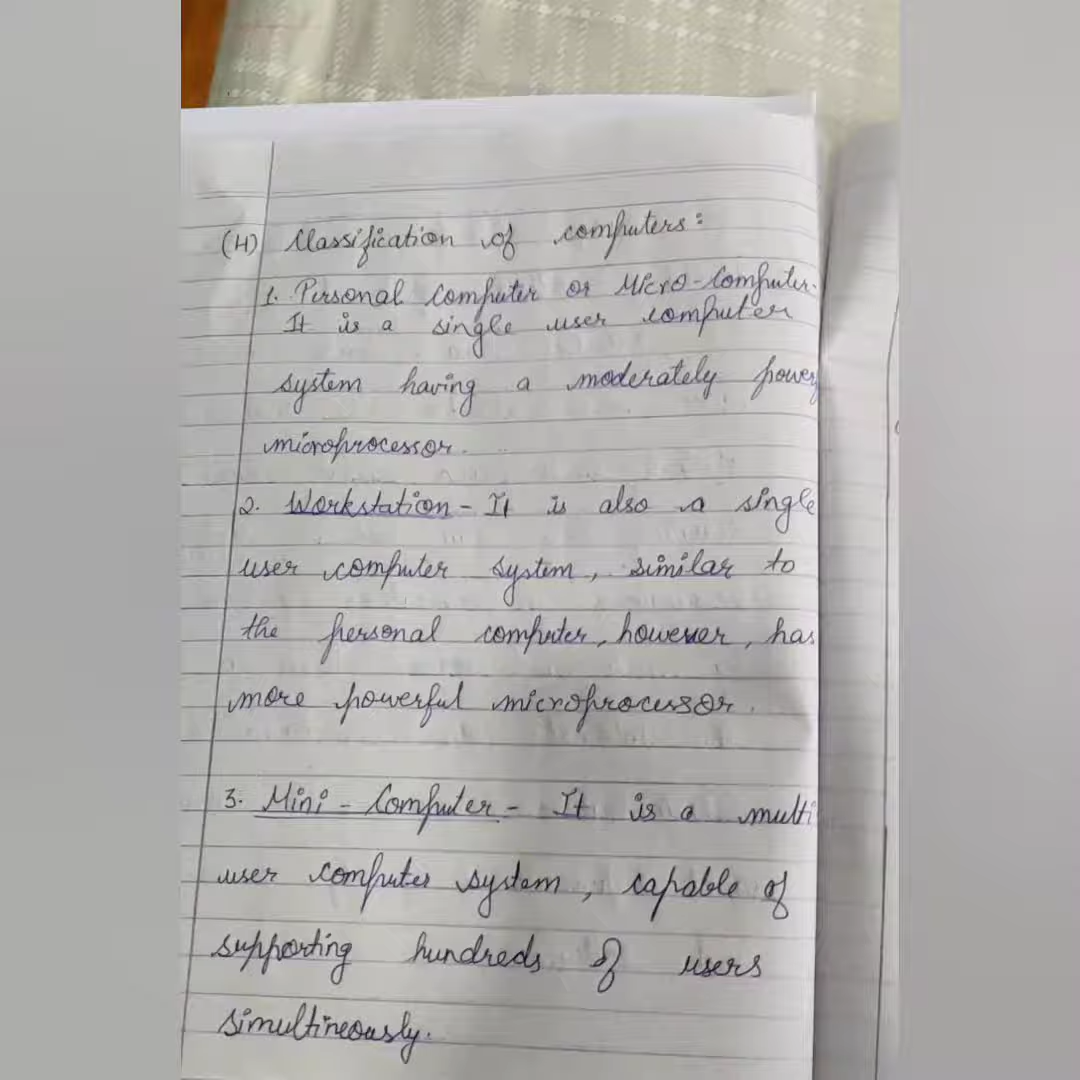 (H) Classification of computers:
1. Personal Computer or Micro-Computer.
It is a single user computer
system having a moderately power
microprocessor.
2. Workstation - It is also a single
user computer system, similar to
the personal computer, however, has
more powerful microprocessor.
3. Mini - Computer - It is a multi
user computer system, capable of
supporting hundreds of users
simultineously.